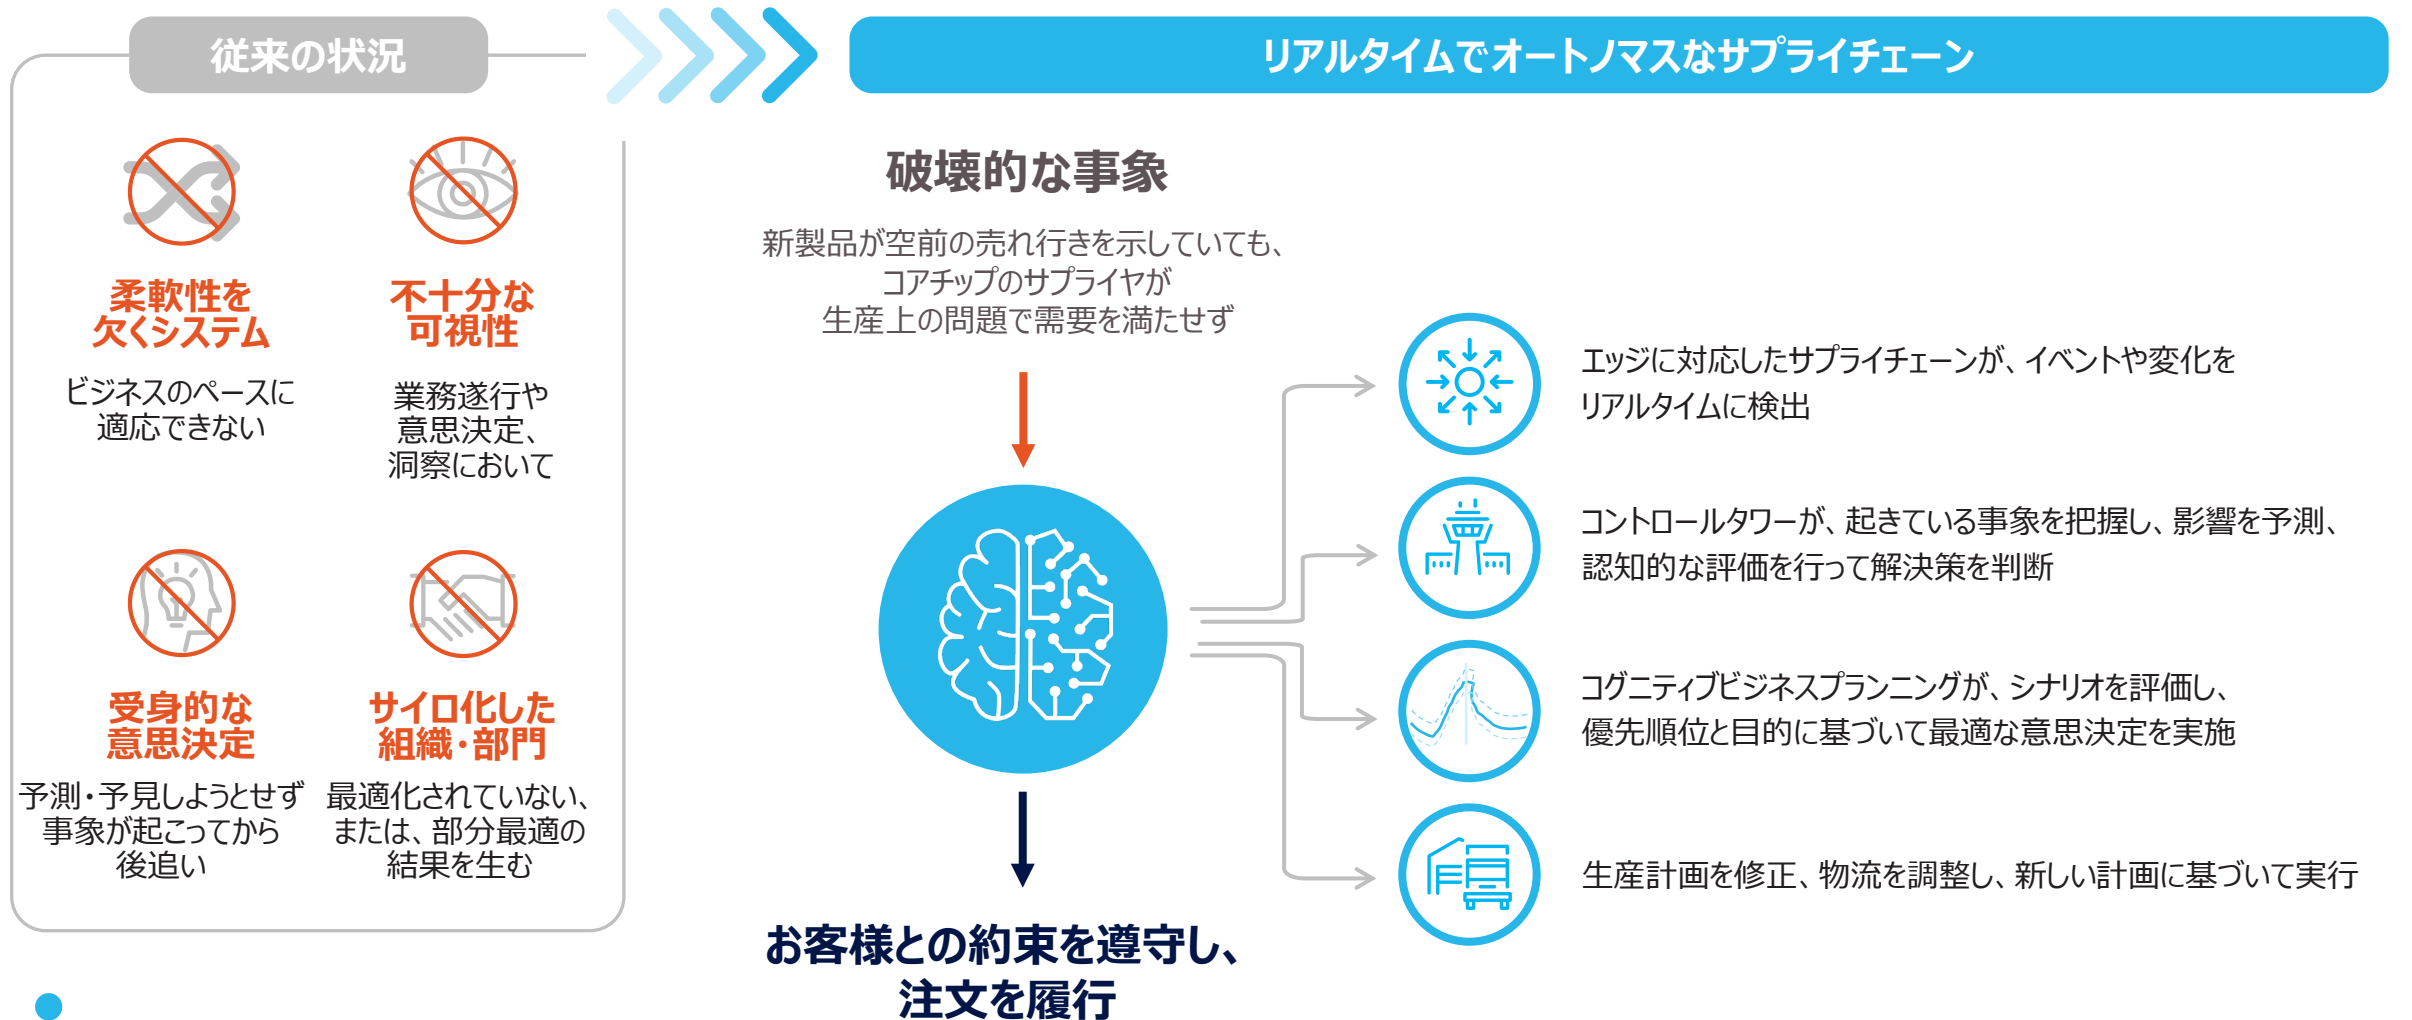 従来の状況
柔軟性を
欠くシステム
ビジネスのペースに
適応できない
不十分な
可視性
業務遂行や
意思決定、
洞察において
受身的な
意思決定
予測・予見しようとせず
事象が起こってから
後追い
サイロ化した
組織・部門
最適化されていない、
または、部分最適の
結果を生む
リアルタイムでオートノマスなサプライチェーン
破壊的な事象
新製品が空前の売れ行きを示していても、
コアチップのサプライヤが
生産上の問題で需要を満たせず
お客様との約束を遵守し、
注文を履行
エッジに対応したサプライチェーンが、イベントや変化を
リアルタイムに検出
コントロールタワーが、起きている事象を把握し、影響を予測、
認知的な評価を行って解決策を判断
コグニティブビジネスプランニングが、シナリオを評価し、
優先順位と目的に基づいて最適な意思決定を実施
生産計画を修正、物流を調整し、新しい計画に基づいて実行